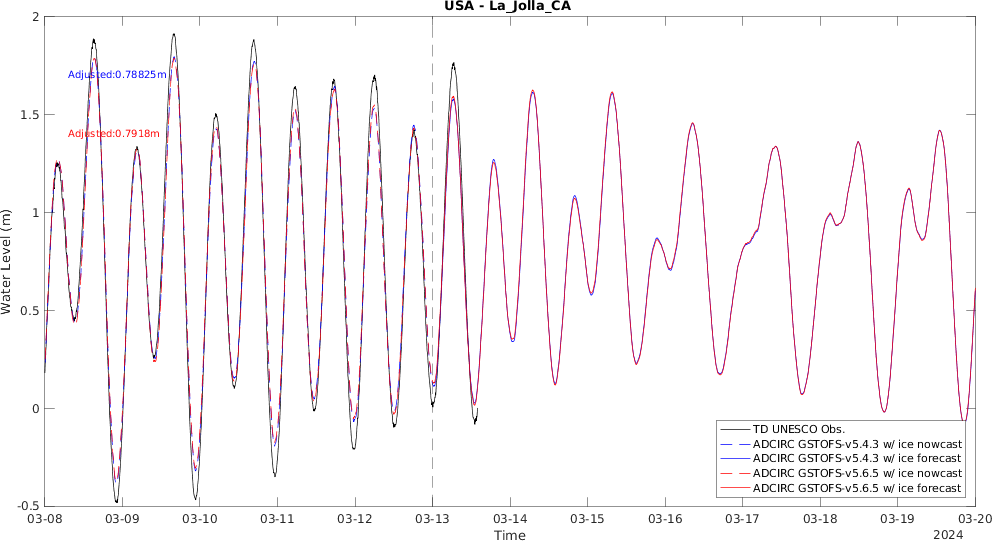 USA - La_Jolla_CA
2
1.5
1
0.5
0
-0.5
Water Level (m)
Adjusted:0.78825m
Adjusted:0.7918m
TD UNESCO Obs.
ADCIRC GSTOFS-v5.4.3 w/ ice nowcast
ADCIRC GSTOFS-v5.4.3 w/ ice forecast
ADCIRC GSTOFS-v5.6.5 w/ ice nowcast
ADCIRC GSTOFS-v5.6.5 w/ ice forecast
03-08 03-09 03-10 03-11 03-12 03-13 03-14 03-15 03-16 03-17 03-18 03-19 03-20
Time
2024